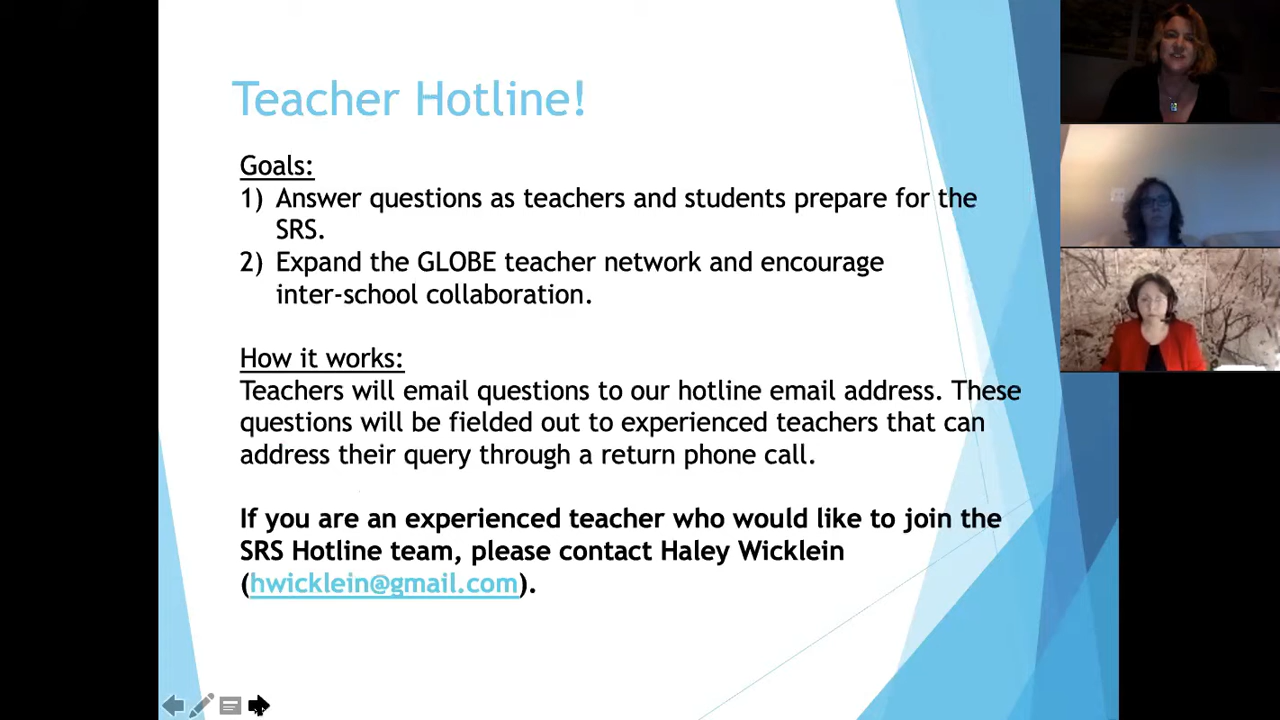 Teacher Hotline!
Goals:
1) Answer questions as teachers and students prepare for the
SRS.
2) Expand the GLOBE teacher network and encourage
inter-school collaboration.
How it works:
Teachers will email questions to our hotline email address. These
questions will be fielded out to experienced teachers that can
address their query through a return phone call.
If you are an experienced teacher who would like to join the
SRS Hotline team, please contact Haley Wicklein
(hwicklein@gmail.com).